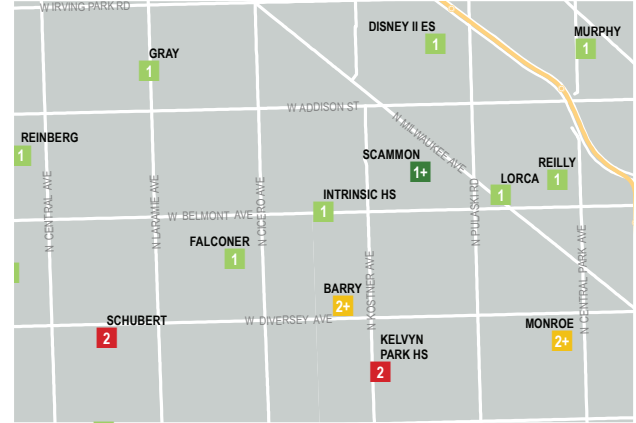 W IRVING PARK RD
DISNEY II ES
1
MURPHY
1
GRAY
1
W ADDISON ST
N MILWAUKEE AVE
REINBERG
1
SCAMMON
1+
REILLY
1
LORCA
1
N CENTRAL AVE
N LARAMIE AVE
N CICERO AVE
N PULASKI RD
INTRINSIC HS
1
W BELMONT AVE
FALCONER
1
N KOSTNER AVE
N CENTRAL PARK AVE
BARRY
2+
SCHUBERT
2
W DIVERSEY AVE
KELVYN
PARK HS
2
MONROE
2+